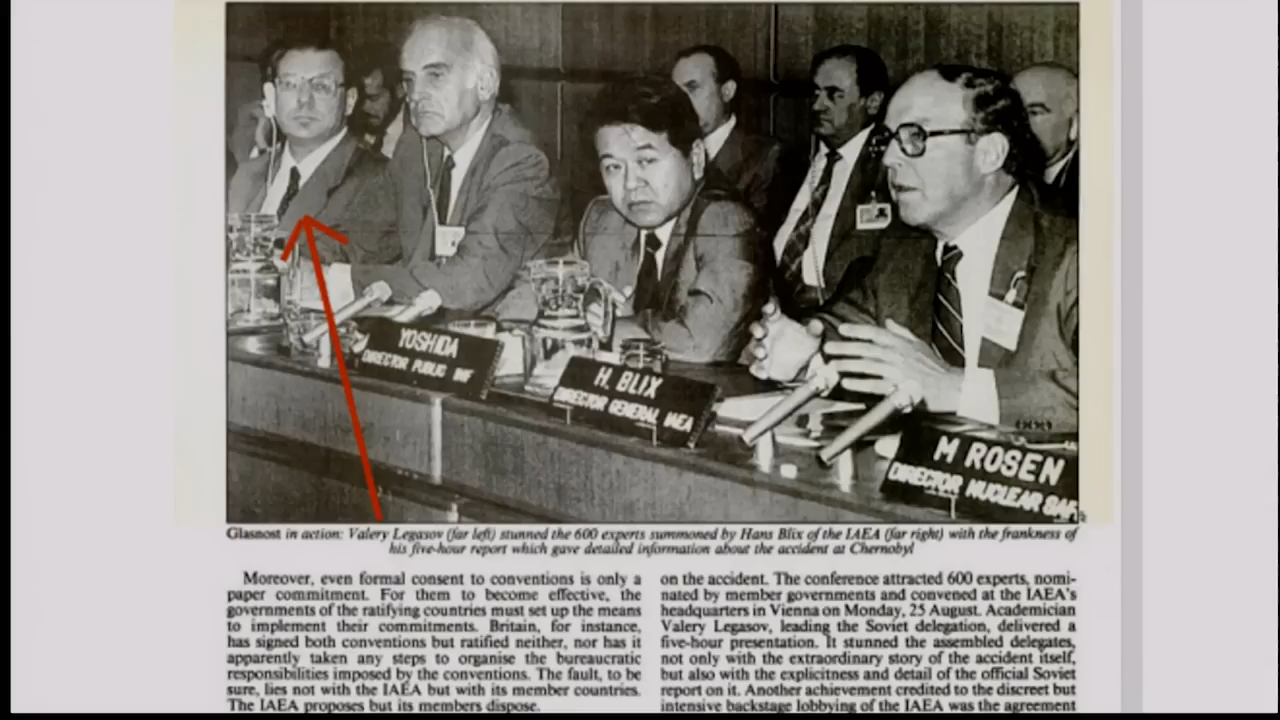 YOSHIDA
DIRECTOR PUBLIC INF
H. BLIX
DIRECTOR GENERAL IAEA
M ROSEN
DIRECTOR NUCLEAR SAF
Glasnost in action: Valery Legasov (far left) stunned the 600 experts summoned by Hans Blix of the IAEA (far right) with the frankness of
his five-hour report which gave detailed information about the accident at Chernobyl
Moreover, even formal consent to conventions is only a
paper commitment. For them to become effective, the
governments of the ratifying countries must set up the means
to implement their commitments. Britain, for instance,
has signed both conventions but ratified neither, nor has it
apparently taken any steps to organise the bureaucratic
responsibilities imposed by the conventions. The fault, to be
sure, lies not with the IAEA but with its member countries.
The IAEA proposes but its members dispose.
on the accident. The conference attracted 600 experts, nomi-
nated by member governments and convened at the IAEA's
headquarters in Vienna on Monday, 25 August. Academician
Valery Legasov, leading the Soviet delegation, delivered a
five-hour presentation. It stunned the assembled delegates,
not only with the extraordinary story of the accident itself,
but also with the explicitness and detail of the official Soviet
report on it. Another achievement credited to the discreet but
intensive backstage lobbying of the IAEA was the agreement